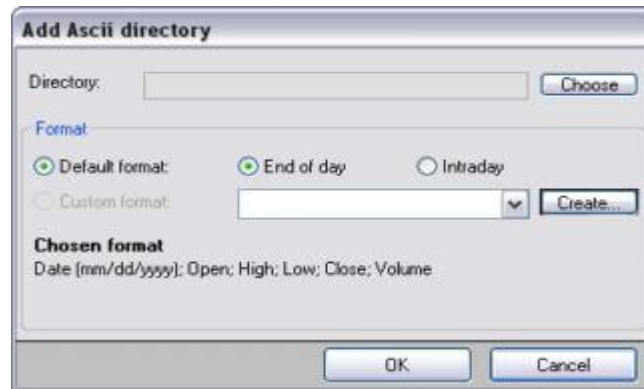 Add Ascii directory
Directory: Choose
Format
Default format: End of day Intraday
Custom format: Create...
Chosen format
Date (mm/dd/yyyy); Open; High; Low; Close; Volume
OK Cancel